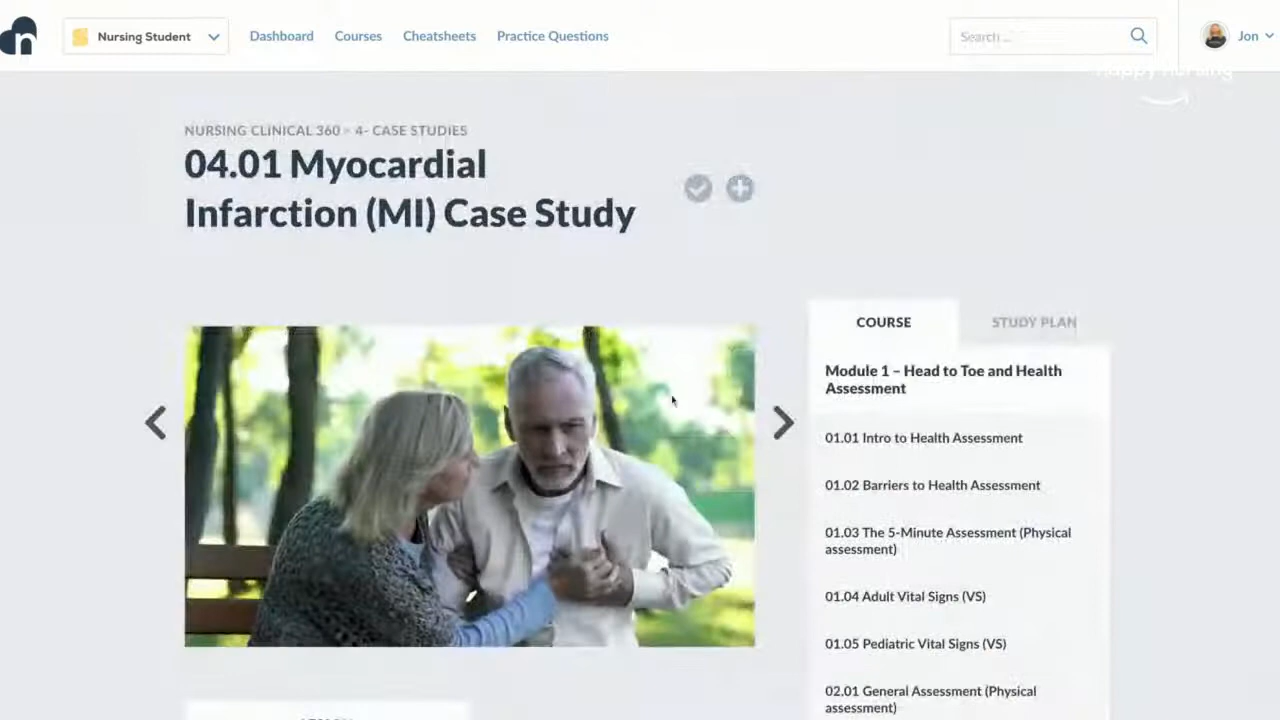 n
Nursing Student
Dashboard
Courses
Cheatsheets
Practice Questions
Search ...
Jon
happy nursing
NURSING CLINICAL 360 > 4- CASE STUDIES
04.01 Myocardial
Infarction (MI) Case Study
COURSE
STUDY PLAN
Module 1 – Head to Toe and Health
Assessment
01.01 Intro to Health Assessment
01.02 Barriers to Health Assessment
01.03 The 5-Minute Assessment (Physical
assessment)
01.04 Adult Vital Signs (VS)
01.05 Pediatric Vital Signs (VS)
02.01 General Assessment (Physical
assessment)